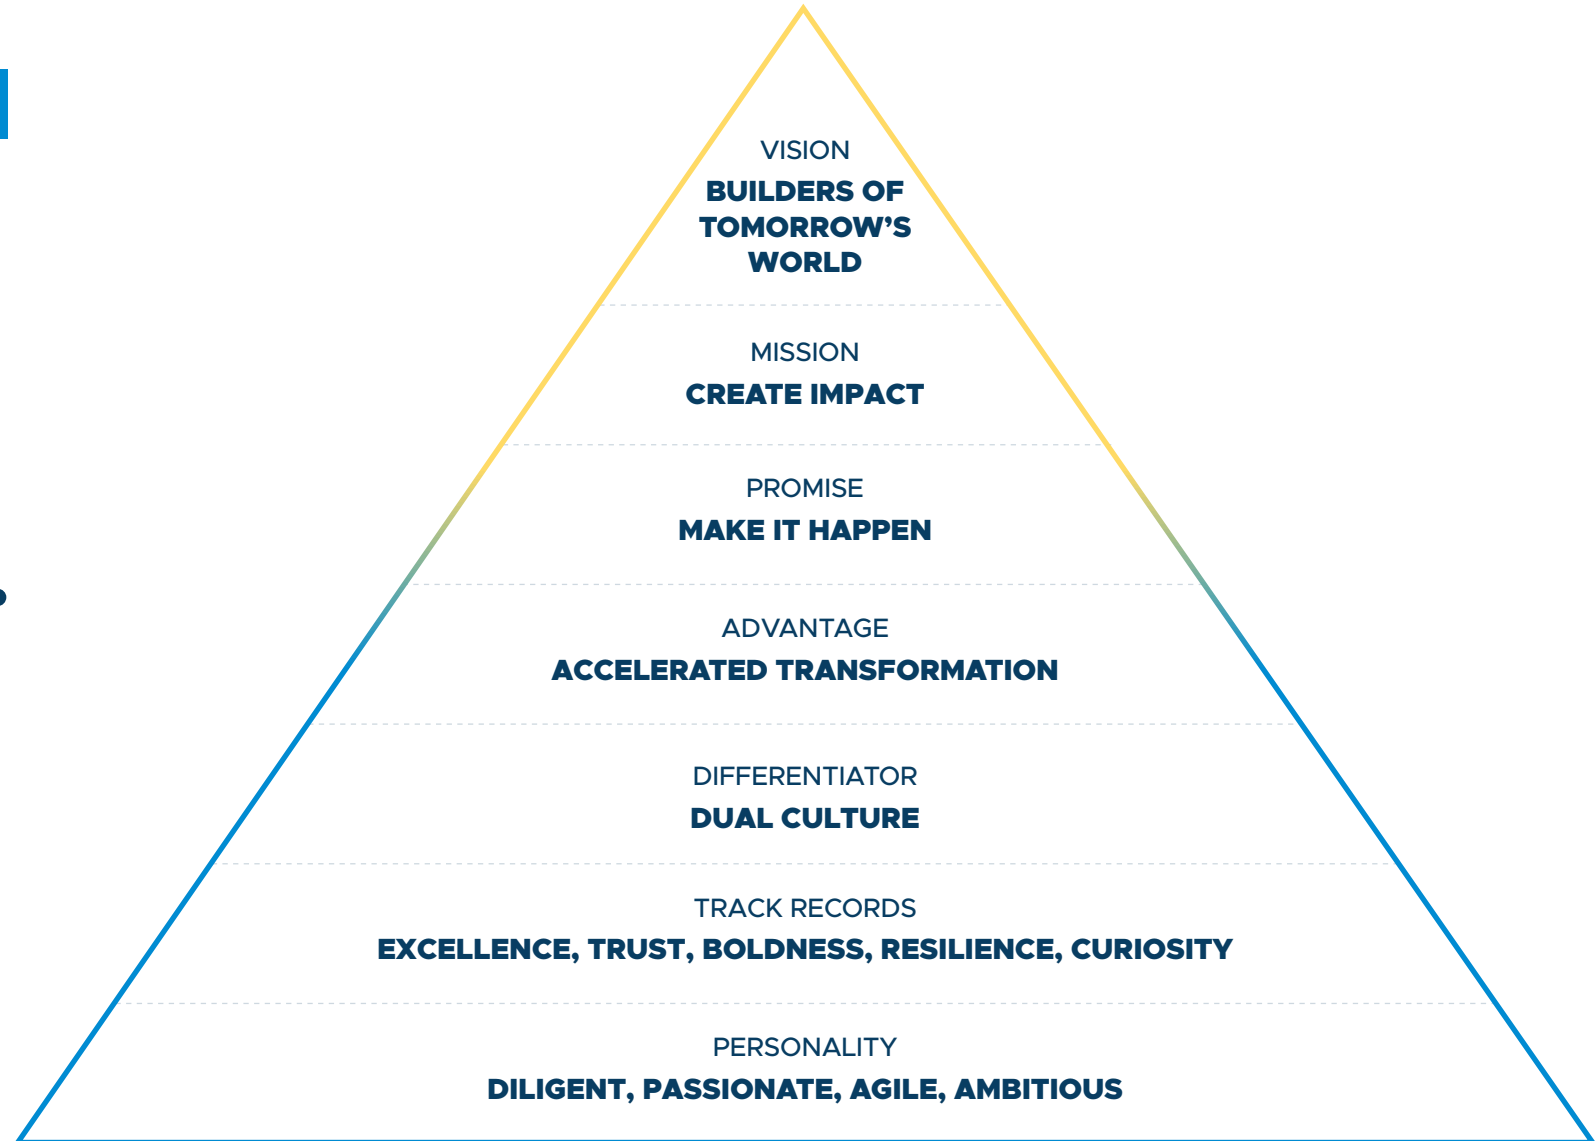 VISION
BUILDERS OF
TOMORROW’S
WORLD
MISSION
CREATE IMPACT
PROMISE
MAKE IT HAPPEN
ADVANTAGE
ACCELERATED TRANSFORMATION
DIFFERENTIATOR
DUAL CULTURE
TRACK RECORDS
EXCELLENCE, TRUST, BOLDNESS, RESILIENCE, CURIOSITY
PERSONALITY
DILIGENT, PASSIONATE, AGILE, AMBITIOUS